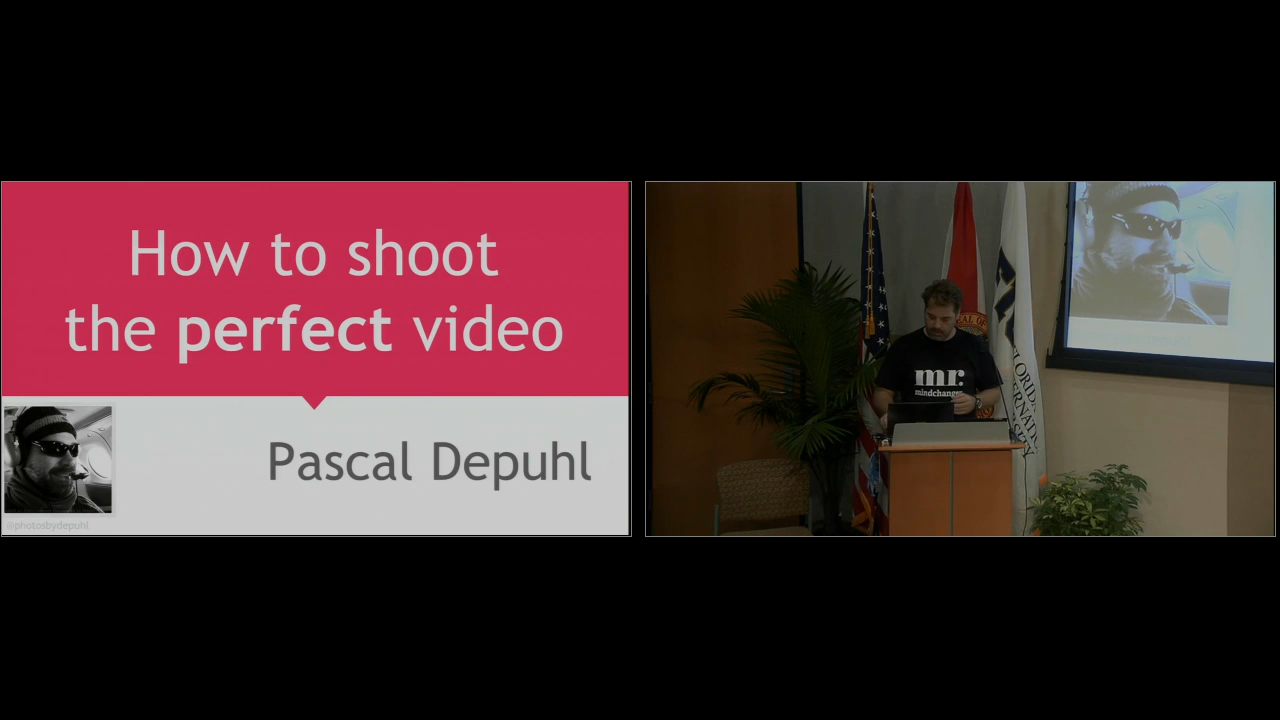 How to shoot
the perfect video
Pascal Depuhl
@photosbydepuhl
mr.
mindchanger